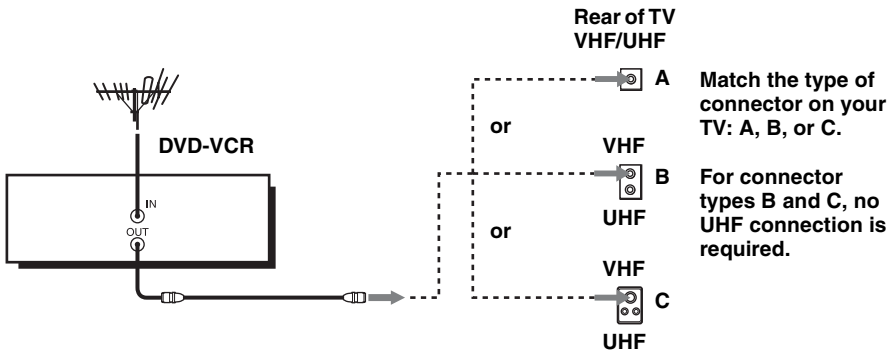 Rear of TV
VHF/UHF
A
Match the type of
connector on your
TV: A, B, or C.
or
DVD-VCR
VHF
B
For connector
types B and C, no
UHF connection is
required.
IN
OUT
UHF
or
VHF
C
UHF